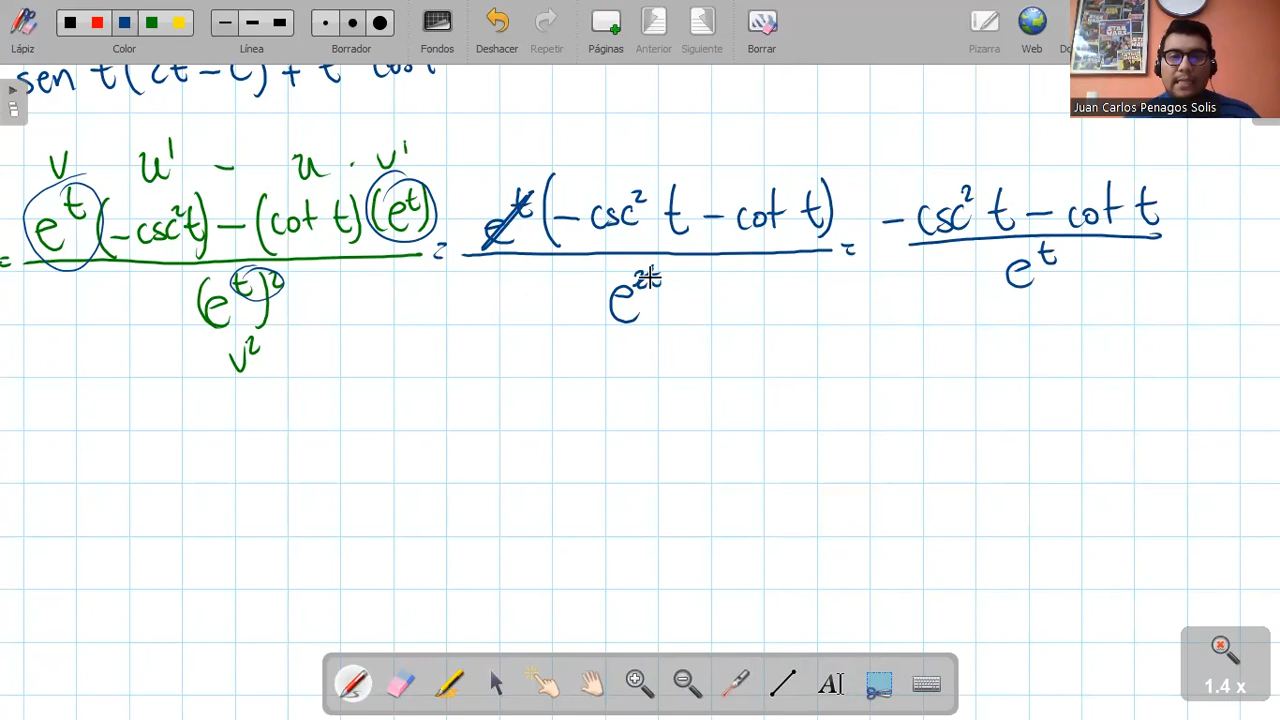 Lápiz Color Línea Borrador Fondos Deshacer Repetir Páginas Anterior Siguiente Borrar Pizarra Web
Juan Carlos Penagos Solis
sen t(2t-
v u' - u · v'
= e^t(-csc²t) - (cot t)(e^t) / (e^t)² = e^t(-csc² t - cot t) / e^2t = -csc² t - cot t / e^t
v²
1.4 x